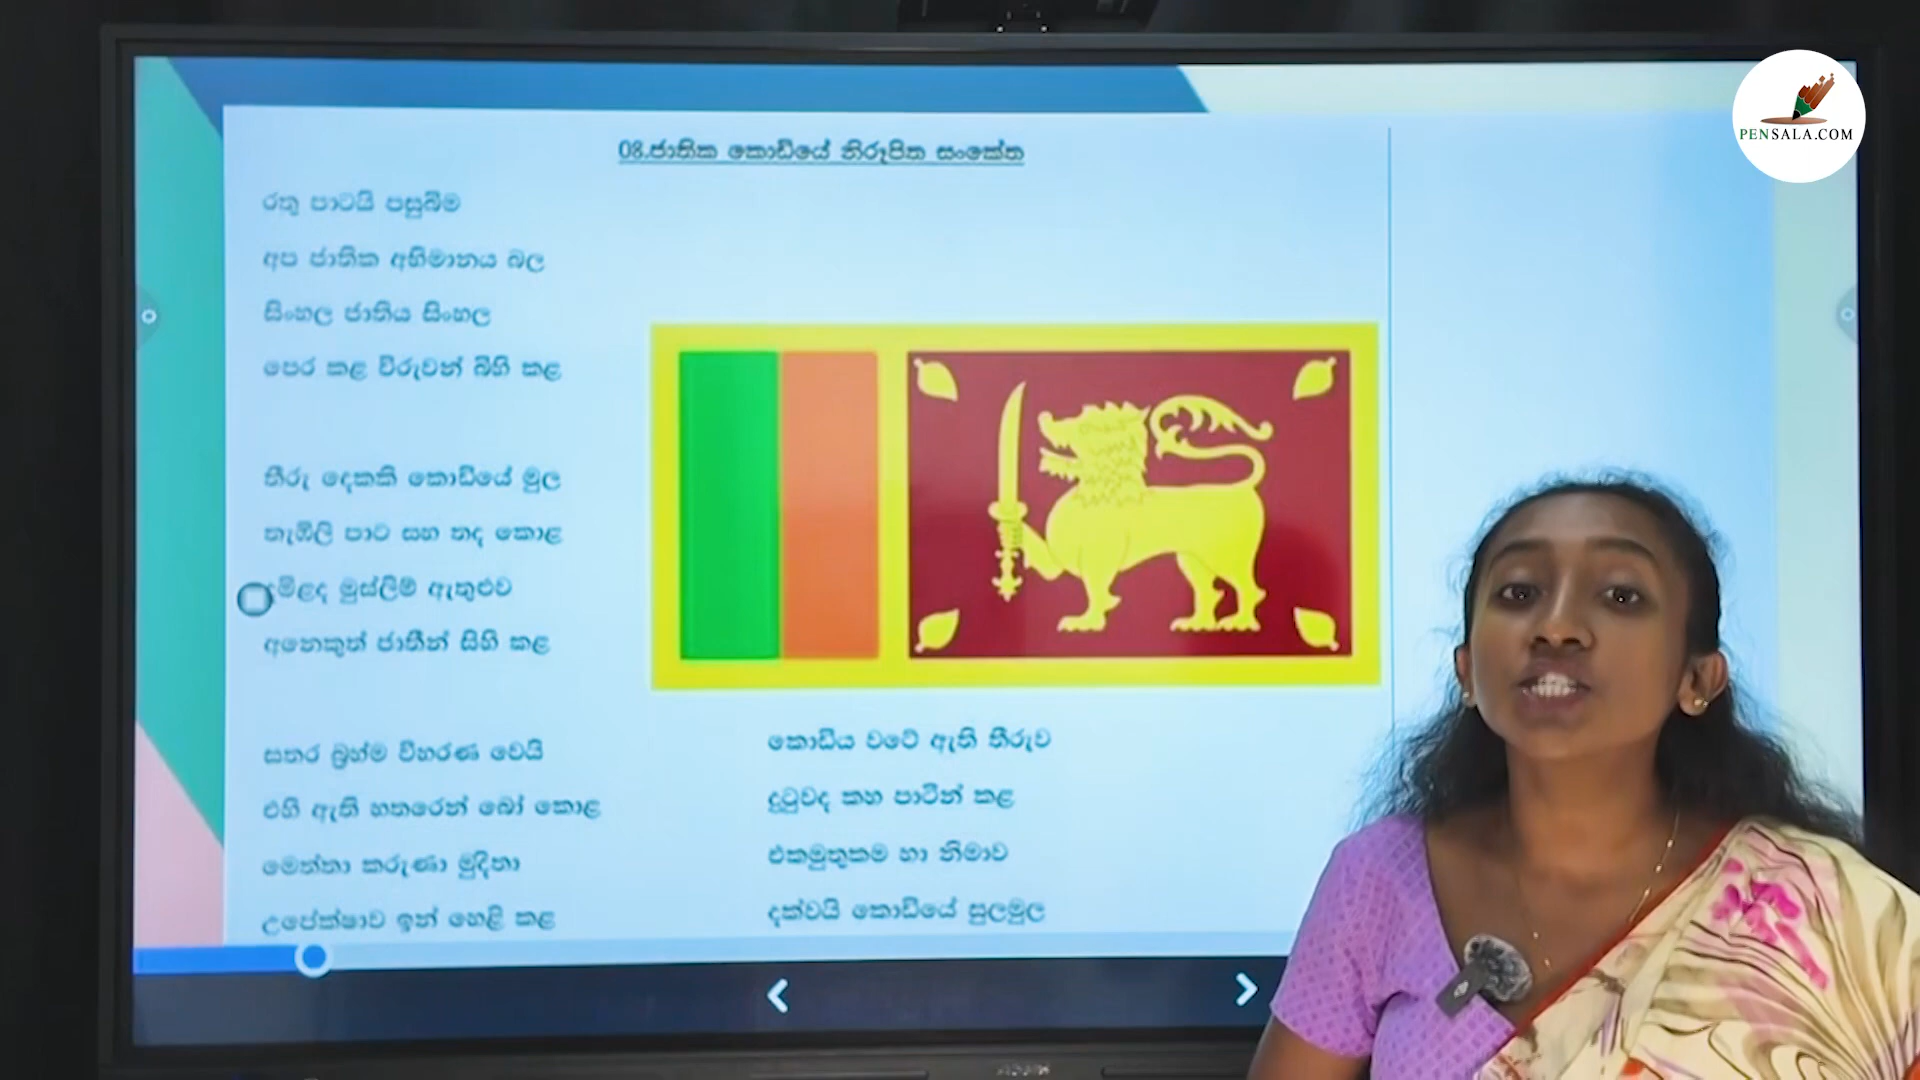 08.ජාතික කොඩියේ නිරූපිත සංකේත
රතු පාටයි පසුබිම
අප ජාතික අභිමානය බල
සිංහල ජාතිය සිංහල
පෙර කළ වීරුවන් බිහි කළ
තීරු දෙකකි කොඩියේ මුල
තැඹිලි පාට සහ තද කොළ
මුස්ලිම් ඇතුළුව
අනෙකුත් ජාතීන් සිහි කළ
සතර බ්‍රහ්ම විහරණ වෙයි
එහි ඇති හතරෙන් බෝ කොළ
මෙත්තා කරුණා මුදිතා
උපේක්ෂාව ඉන් හෙළි කළ
කොඩිය වටේ ඇති තීරුව
දුටුවද කහ පාටින් කළ
එකමුතුකම හා නිමාව
දක්වයි කොඩියේ සුලමුල
PENSALA.COM